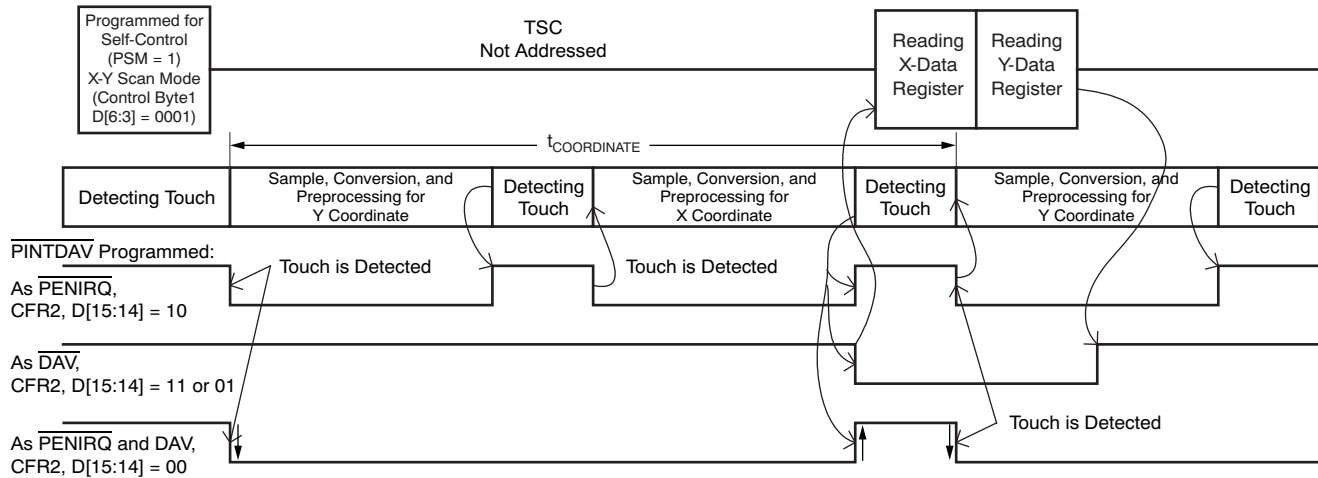 Programmed for
Self-Control
(PSM = 1)
X-Y Scan Mode
(Control Byte1
D[6:3] = 0001)
TSC
Not Addressed
Reading
X-Data
Register
Reading
Y-Data
Register
tCOORDINATE
Detecting Touch
Sample, Conversion, and
Preprocessing for
Y Coordinate
Detecting
Touch
Sample, Conversion, and
Preprocessing for
X Coordinate
Detecting
Touch
Sample, Conversion, and
Preprocessing for
Y Coordinate
Detecting
Touch
PINTDAV Programmed:
Touch is Detected
Touch is Detected
As PENIRQ,
CFR2, D[15:14] = 10
As DAV,
CFR2, D[15:14] = 11 or 01
Touch is Detected
As PENIRQ and DAV,
CFR2, D[15:14] = 00